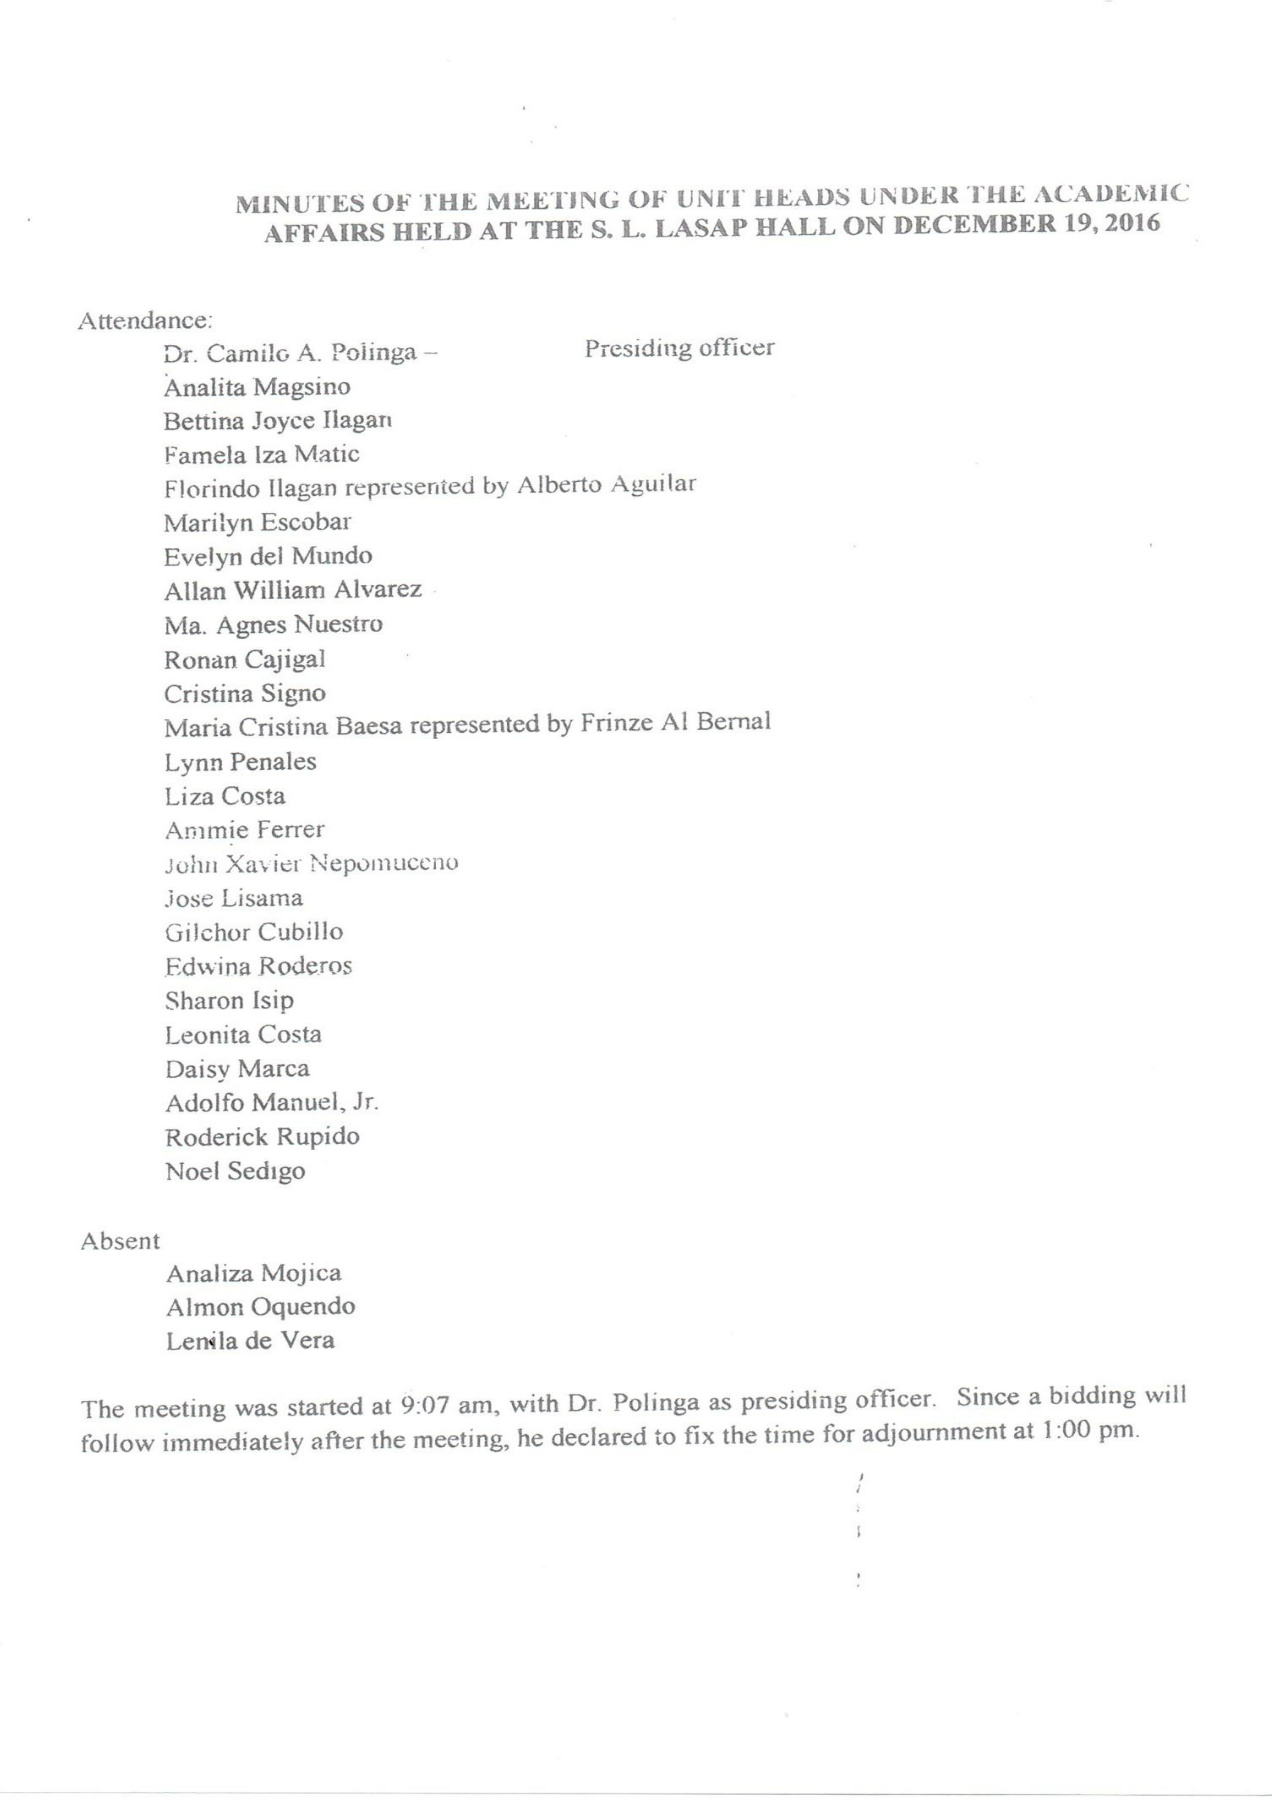 MINUTES OF THE MEETING OF UNIT HEADS UNDER THE ACADEMIC
AFFAIRS HELD AT THE S. L. LASAP HALL ON DECEMBER 19, 2016
Attendance:
Dr. Camilo A. Polinga – Presiding officer
Analita Magsino
Bettina Joyce Ilagan
Famela Iza Matic
Florindo Ilagan represented by Alberto Aguilar
Marilyn Escobar
Evelyn del Mundo
Allan William Alvarez
Ma. Agnes Nuestro
Ronan Cajigal
Cristina Signo
Maria Cristina Baesa represented by Frinze Al Bernal
Lynn Penales
Liza Costa
Ammie Ferrer
John Xavier Nepomuceno
Jose Lisama
Gilchor Cubillo
Edwina Roderos
Sharon Isip
Leonita Costa
Daisy Marca
Adolfo Manuel, Jr.
Roderick Rupido
Noel Sedigo
Absent
Analiza Mojica
Almon Oquendo
Lenila de Vera
The meeting was started at 9:07 am, with Dr. Polinga as presiding officer. Since a bidding will
follow immediately after the meeting, he declared to fix the time for adjournment at 1:00 pm.